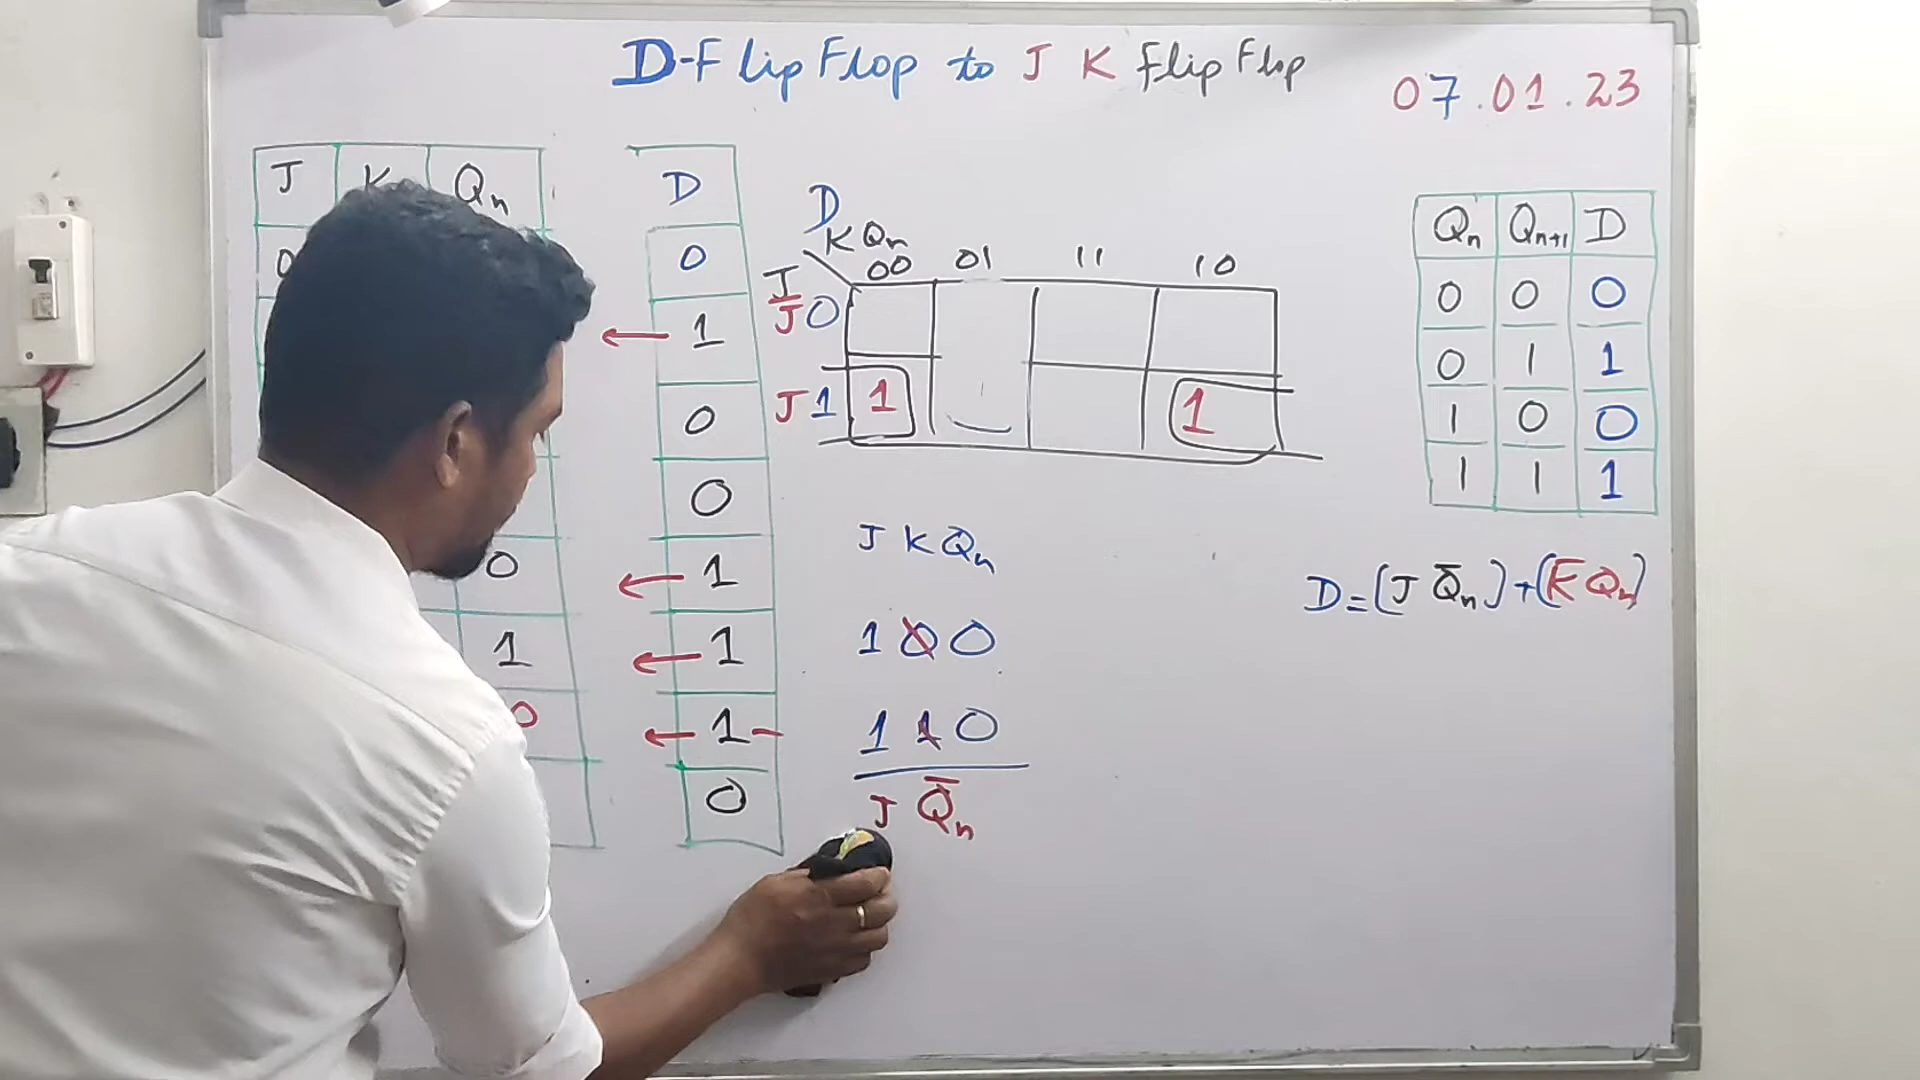 D-Flip Flop to J K Flip Flop
07.01.23
J K Qn
0
0
1
0
D
0
1
0
0
1
1
1
0
D
K Qn
J
00 01 11 10
J̅ 0
J 1 1 1
J K Qn
1 0 0
1 1 0
J Q̅n
Qn Qn+1 D
0 0 0
0 1 1
1 0 0
1 1 1
D = (J Q̅n) + (K̅ Qn)